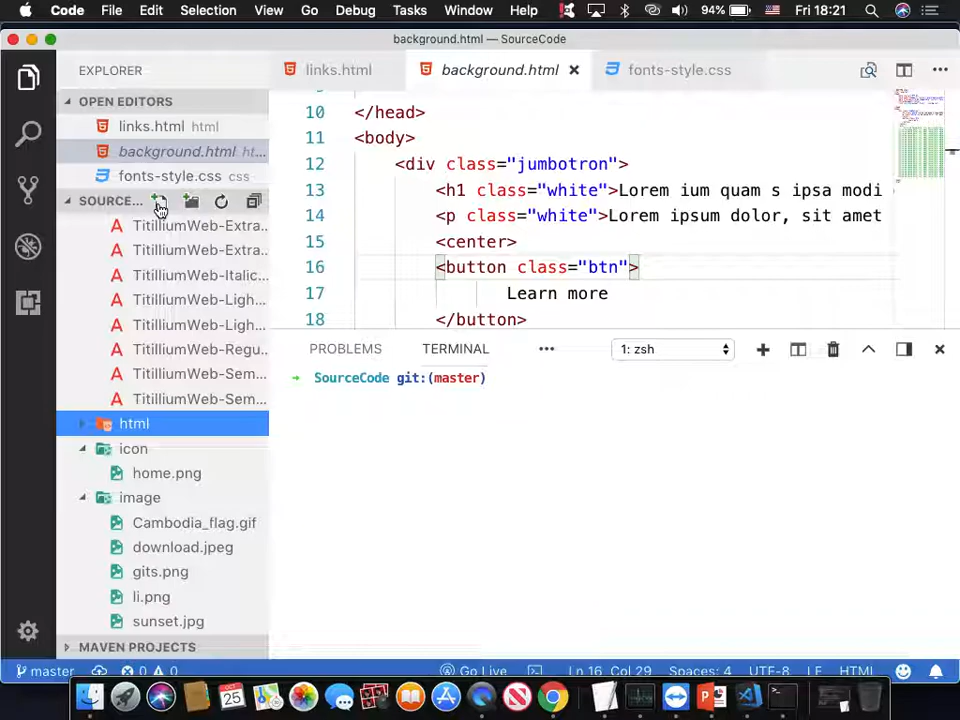 Code File Edit Selection View Go Debug Tasks Window Help 94% Fri 18:21
background.html — SourceCode
EXPLORER
links.html background.html fonts-style.css
OPEN EDITORS
links.html html
background.html ht...
fonts-style.css css
SOURCE...
TitilliumWeb-Extra...
TitilliumWeb-Extra...
TitilliumWeb-Italic...
TitilliumWeb-Ligh...
TitilliumWeb-Ligh...
TitilliumWeb-Regu...
TitilliumWeb-Sem...
TitilliumWeb-Sem...
html
icon
home.png
image
Cambodia_flag.gif
download.jpeg
gits.png
li.png
sunset.jpg
MAVEN PROJECTS
10 </head>
11 <body>
12 <div class="jumbotron">
13 <h1 class="white">Lorem ium quam s ipsa modi
14 <p class="white">Lorem ipsum dolor, sit amet
15 <center>
16 <button class="btn">
17 Learn more
18 </button>
PROBLEMS TERMINAL 1: zsh
SourceCode git:(master)
master 0 0 Go Live Ln 16, Col 29 Spaces: 4 UTF-8 LF HTML
OCT
25